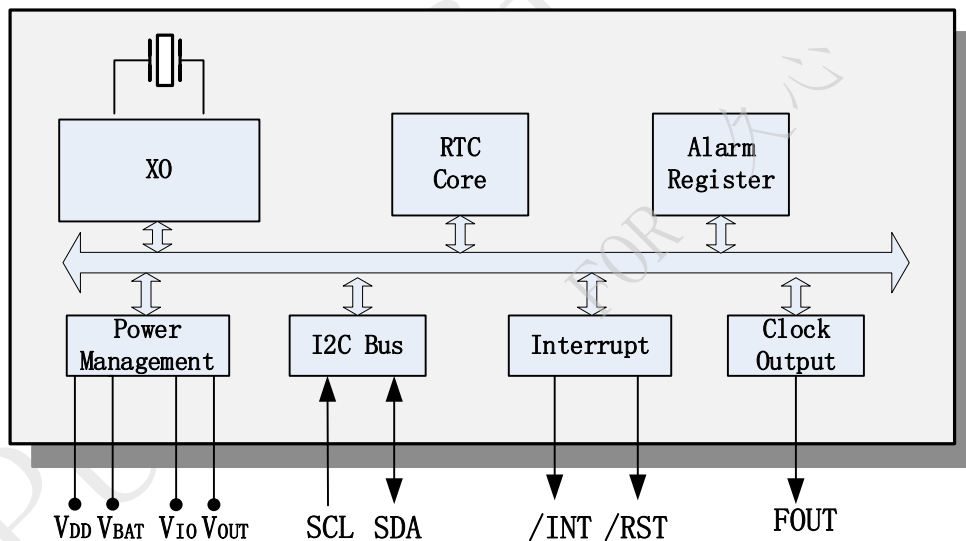 XO
RTC
Core
Alarm
Register
Power
Management
I2C Bus
Interrupt
Clock
Output
VDD VBAT VIO VOUT
SCL SDA
/INT /RST
FOUT
FOR